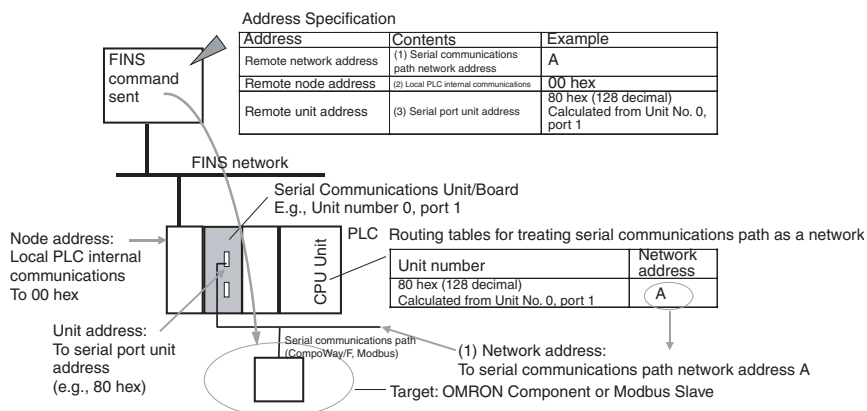 Address Specification
Address Contents Example
Remote network address (1) Serial communications path network address A
Remote node address (2) Local PLC internal communications 00 hex
Remote unit address (3) Serial port unit address 80 hex (128 decimal) Calculated from Unit No. 0, port 1
FINS
command
sent
FINS network
Serial Communications Unit/Board
E.g., Unit number 0, port 1
Node address:
Local PLC internal
communications
To 00 hex
CPU Unit
PLC
Routing tables for treating serial communications path as a network
Unit number Network address
80 hex (128 decimal)
Calculated from Unit No. 0, port 1 A
Unit address:
To serial port unit
address
(e.g., 80 hex)
Serial communications path
(CompoWay/F, Modbus)
(1) Network address:
To serial communications path network address A
Target: OMRON Component or Modbus Slave